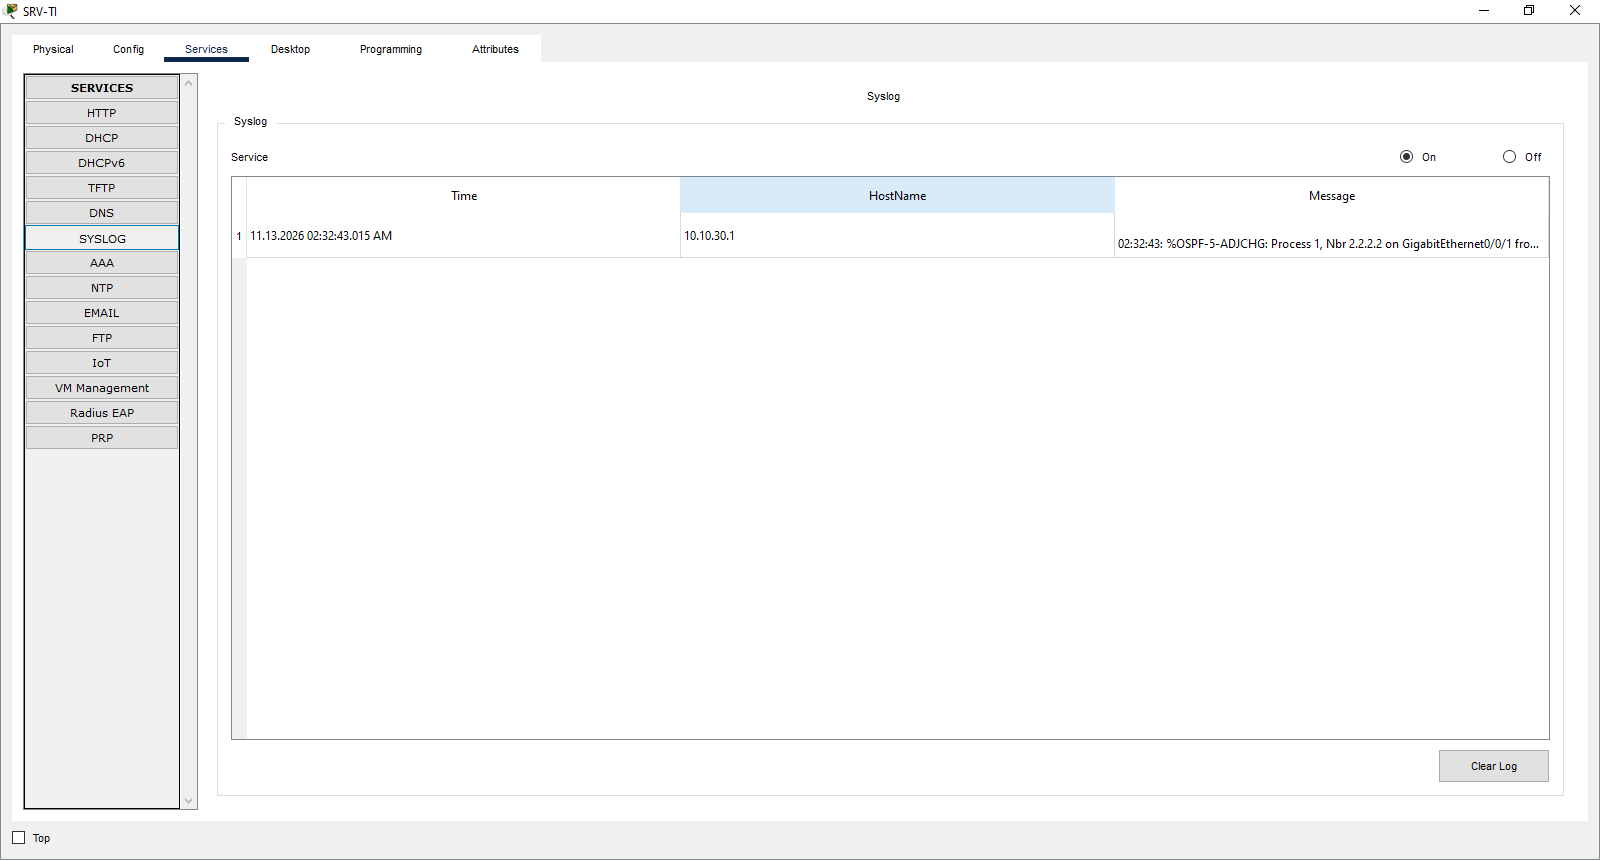 SRV-TI
Physical Config Services Desktop Programming Attributes
SERVICES
HTTP
DHCP
DHCPv6
TFTP
DNS
SYSLOG
AAA
NTP
EMAIL
FTP
IoT
VM Management
Radius EAP
PRP
Syslog
Syslog
Service On Off
Time HostName Message
1 11.13.2026 02:32:43.015 AM 10.10.30.1 02:32:43: %OSPF-5-ADJCHG: Process 1, Nbr 2.2.2.2 on GigabitEthernet0/0/1 fro...
Clear Log
Top